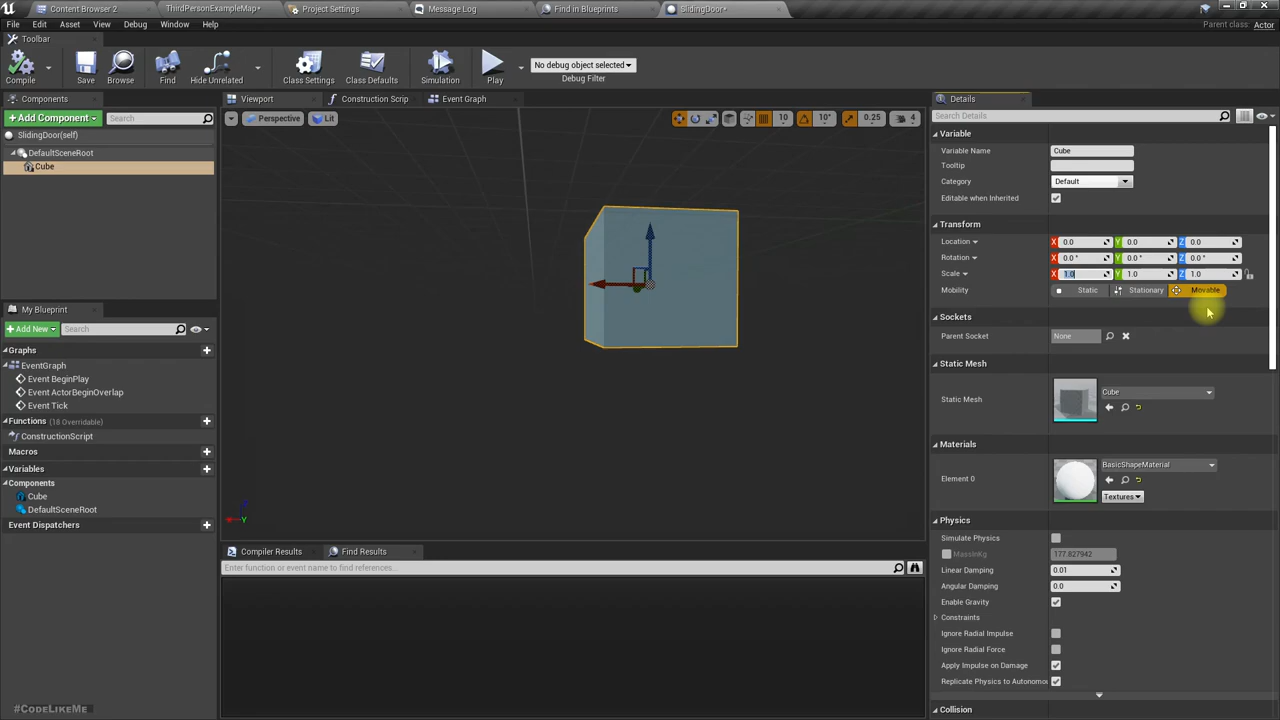 Content Browser 2
ThirdPersonExampleMap*
Project Settings
Message Log
Find in Blueprints
SlidingDoor*
File Edit Asset View Debug Window Help
Parent class: Actor
Toolbar
Compile
Save
Browse
Find
Hide Unrelated
Class Settings
Class Defaults
Simulation
Play
No debug object selected
Debug Filter
Components
+ Add Component
Search
SlidingDoor(self)
DefaultSceneRoot
Cube
My Blueprint
+ Add New
Search
Graphs
EventGraph
Event BeginPlay
Event ActorBeginOverlap
Event Tick
Functions (18 Overridable)
ConstructionScript
Macros
Variables
Components
Cube
DefaultSceneRoot
Event Dispatchers
#CodeLikeMe
Viewport
Construction Scrip
Event Graph
Perspective
Lit
10
10°
0.25
4
Z
X
Y
Compiler Results
Find Results
Enter function or event name to find references...
Details
Search Details
Variable
Variable Name Cube
Tooltip
Category Default
Editable when Inherited
Transform
Location X 0.0 Y 0.0 Z 0.0
Rotation X 0.0 ° Y 0.0 ° Z 0.0 °
Scale X 1.0 Y 1.0 Z 1.0
Mobility Static Stationary Movable
Sockets
Parent Socket None
Static Mesh
Static Mesh Cube
Materials
Element 0 BasicShapeMaterial
Textures
Physics
Simulate Physics
MassInKg 177.827942
Linear Damping 0.01
Angular Damping 0.0
Enable Gravity
Constraints
Ignore Radial Impulse
Ignore Radial Force
Apply Impulse on Damage
Replicate Physics to Autonomou
Collision